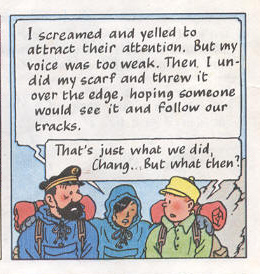 I screamed and yelled to
attract their attention. But my
voice was too weak. Then I un-
did my scarf and threw it
over the edge, hoping someone
would see it and follow our
tracks.
That's just what we did,
Chang... But what then?